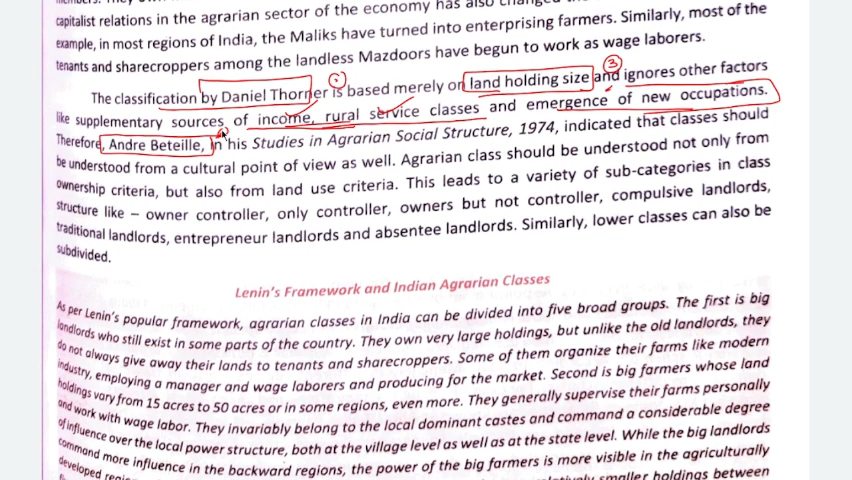 capitalist relations in the agrarian sector of the economy has also
example, in most regions of India, the Maliks have turned into enterprising farmers. Similarly, most of the
tenants and sharecroppers among the landless Mazdoors have begun to work as wage laborers.
The classification by Daniel Thorner is based merely on land holding size and ignores other factors
like supplementary sources of income, rural service classes and emergence of new occupations.
Therefore, Andre Beteille, in his Studies in Agrarian Social Structure, 1974, indicated that classes should
be understood from a cultural point of view as well. Agrarian class should be understood not only from
ownership criteria, but also from land use criteria. This leads to a variety of sub-categories in class
structure like – owner controller, only controller, owners but not controller, compulsive landlords,
traditional landlords, entrepreneur landlords and absentee landlords. Similarly, lower classes can also be
subdivided.
Lenin's Framework and Indian Agrarian Classes
As per Lenin's popular framework, agrarian classes in India can be divided into five broad groups. The first is big
landlords who still exist in some parts of the country. They own very large holdings, but unlike the old landlords, they
do not always give away their lands to tenants and sharecroppers. Some of them organize their farms like modern
industry, employing a manager and wage laborers and producing for the market. Second is big farmers whose land
holdings vary from 15 acres to 50 acres or in some regions, even more. They generally supervise their farms personally
and work with wage labor. They invariably belong to the local dominant castes and command a considerable degree
of influence over the local power structure, both at the village level as well as at the state level. While the big landlords
command more influence in the backward regions, the power of the big farmers is more visible in the agriculturally
developed smaller holdings between